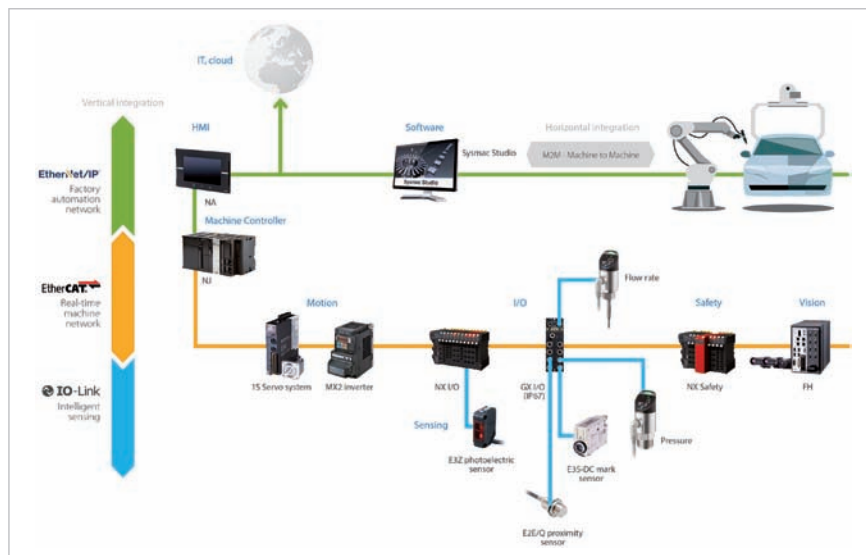 IT, cloud
Vertical integration
HMI
Software
Horizontal integration
EtherNet/IP
Sysmac Studio
Sysmac Studio
M2M - Machine to Machine
Factory
automation
network
NA
Machine Controller
NJ
EtherCAT
Real-time
machine
network
Motion
I/O
Flow rate
Safety
Vision
1S Servo system
MX2 inverter
NX I/O
GX I/O
(IP67)
NX Safety
FH
IO-Link
Intelligent
sensing
Sensing
E3Z photoelectric
sensor
E3S-DC mark
sensor
Pressure
E2E/Q proximity
sensor